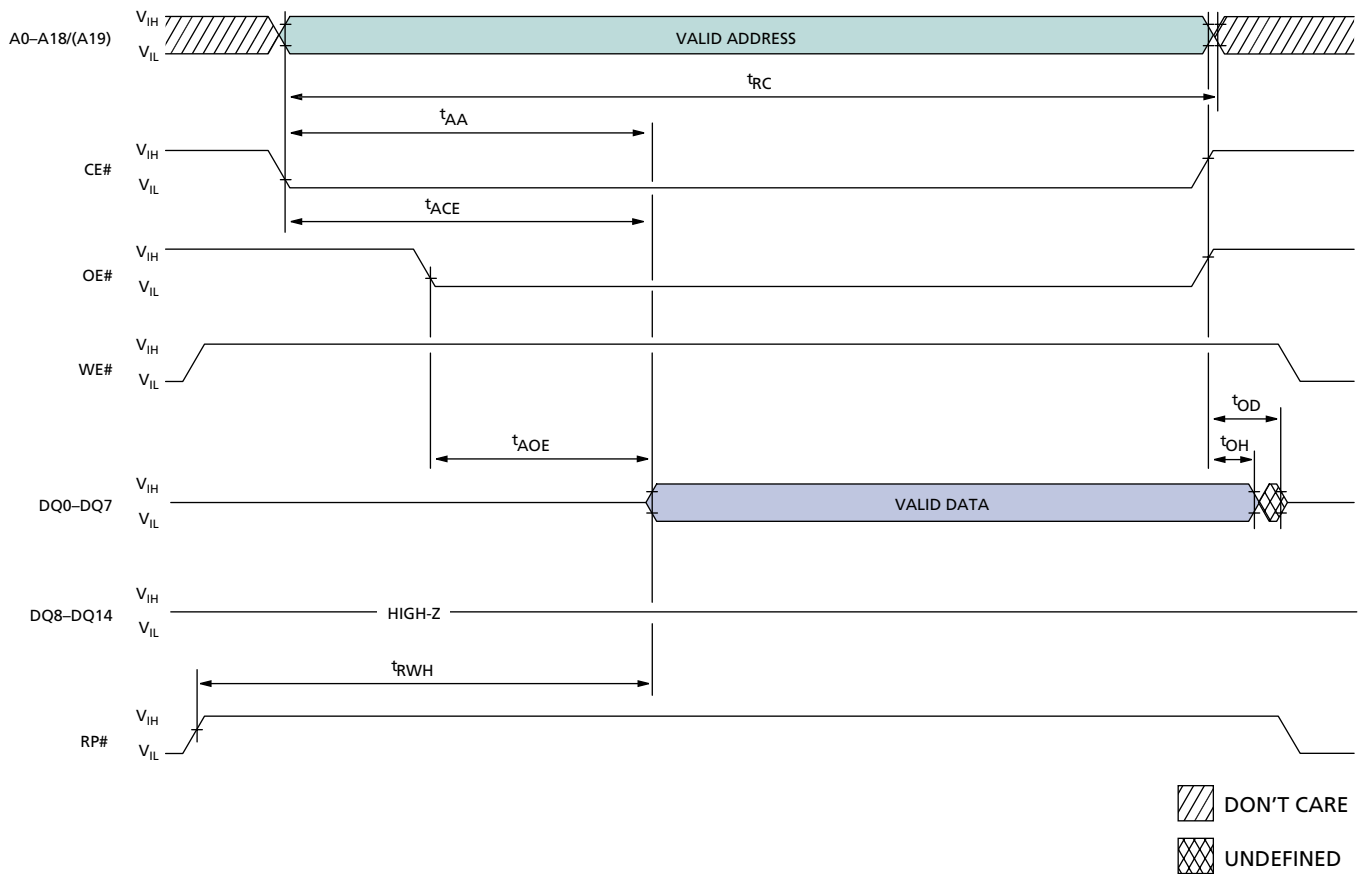 VIH
A0–A18/(A19)
VALID ADDRESS
VIL
tRC
tAA
VIH
CE#
VIL
tACE
VIH
OE#
VIL
VIH
WE#
VIL
tOD
tAOE
tOH
VIH
DQ0–DQ7
VALID DATA
VIL
VIH
DQ8–DQ14
HIGH-Z
VIL
tRWH
VIH
RP#
VIL
DON'T CARE
UNDEFINED